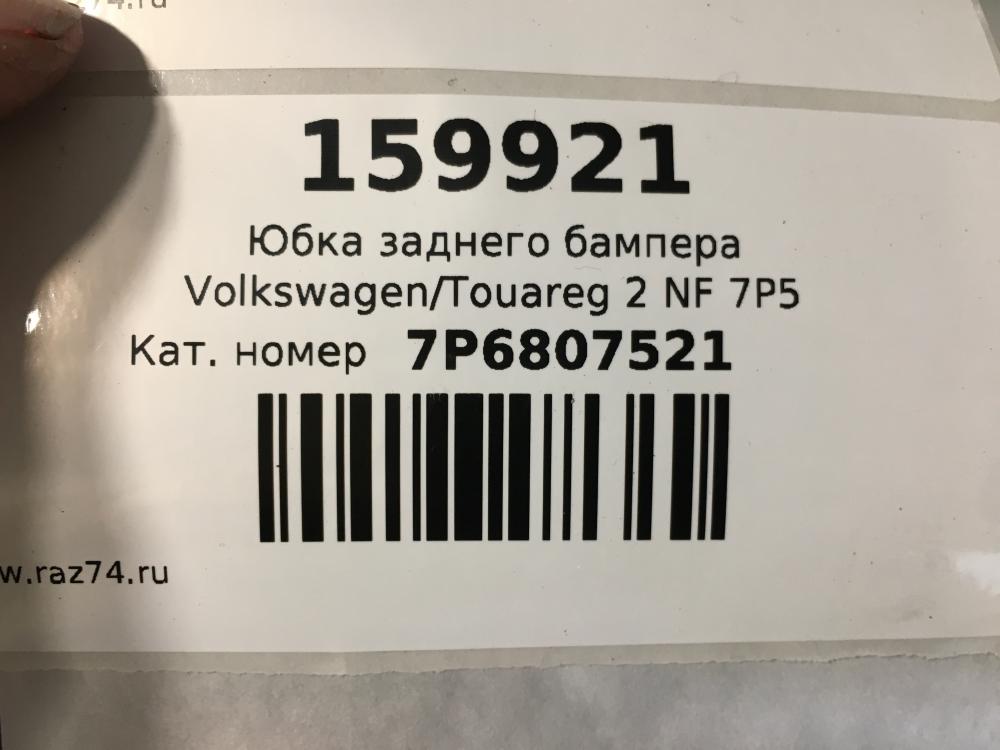 159921
Юбка заднего бампера
Volkswagen/Touareg 2 NF 7P5
Кат. номер 7P6807521
w.raz74.ru